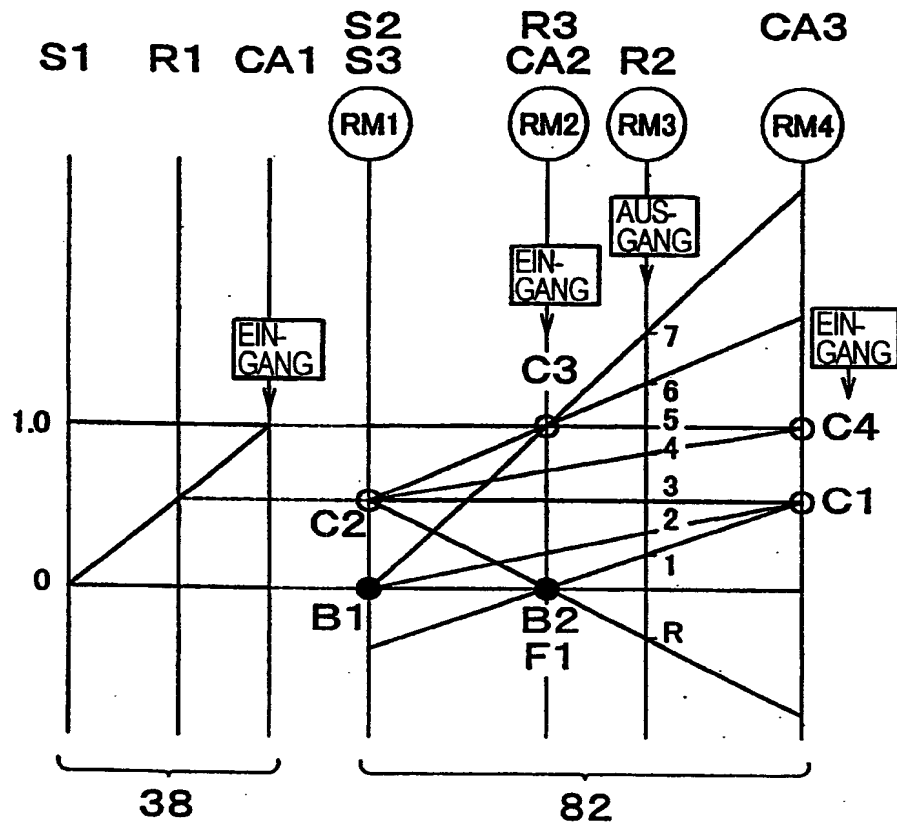 S2 R3 CA3
S1 R1 CA1 S3 CA2 R2
RM1 RM2 RM3 RM4
AUS-
GANG
EIN-
GANG
EIN-
GANG
EIN-
GANG
7
C3
6
1.0
5
C4
4
3
C2
C1
2
1
0
B1
B2
F1
R
38
82